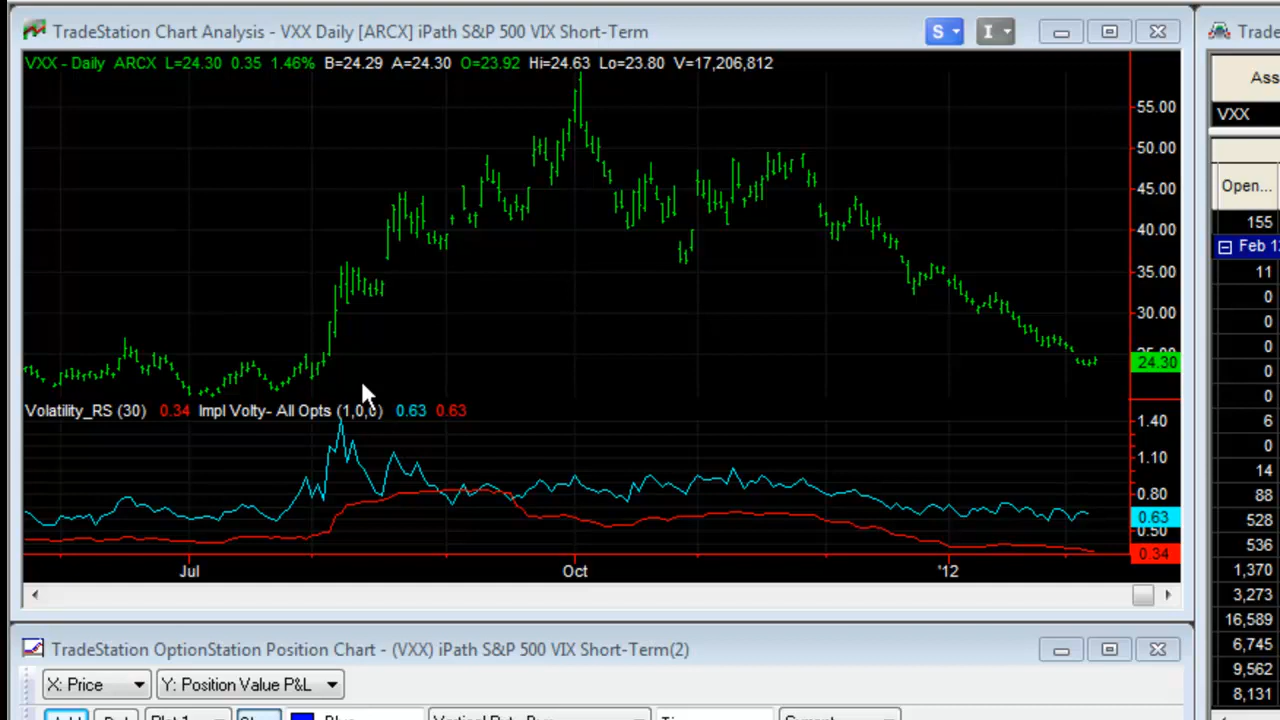 TradeStation Chart Analysis - VXX Daily [ARCX] iPath S&P 500 VIX Short-Term
S
I
Trade
VXX - Daily ARCX L=24.30 0.35 1.46% B=24.29 A=24.30 O=23.92 Hi=24.63 Lo=23.80 V=17,206,812
Ass
55.00
VXX
50.00
45.00
Open...
40.00
155
Feb 1
35.00
11
0
30.00
0
0
24.30
0
0
Volatility_RS (30) 0.34 Impl Volty- All Opts (1,0,0) 0.63 0.63
1.40
6
0
1.10
14
0.80
88
0.63
528
0.50
536
0.34
Jul
Oct
'12
1,370
3,273
16,589
TradeStation OptionStation Position Chart - (VXX) iPath S&P 500 VIX Short-Term(2)
6,745
9,562
X: Price
Y: Position Value P&L
8,131